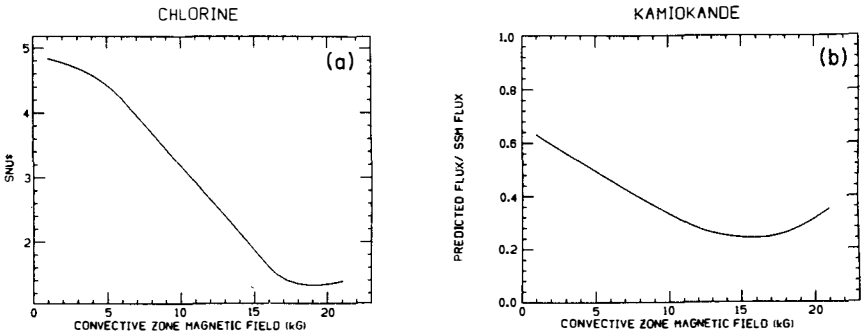 CHLORINE
(a)
SNUs
5
4
3
2
0 5 10 15 20
CONVECTIVE ZONE MAGNETIC FIELD (kG)
KAMIOKANDE
(b)
PREDICTED FLUX/ SSM FLUX
1.0
0.8
0.6
0.4
0.2
0.0
0 5 10 15 20
CONVECTIVE ZONE MAGNETIC FIELD (kG)